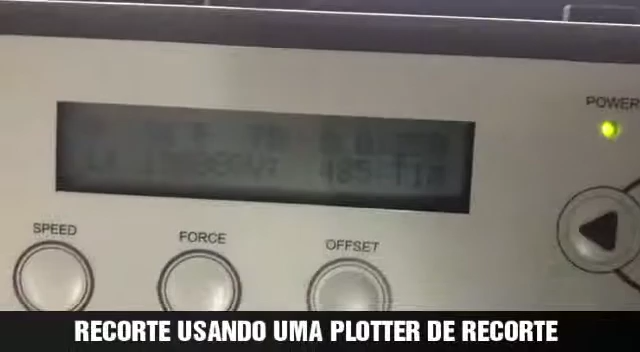 POWER
SPEED
FORCE
OFFSET
RECORTE USANDO UMA PLOTTER DE RECORTE